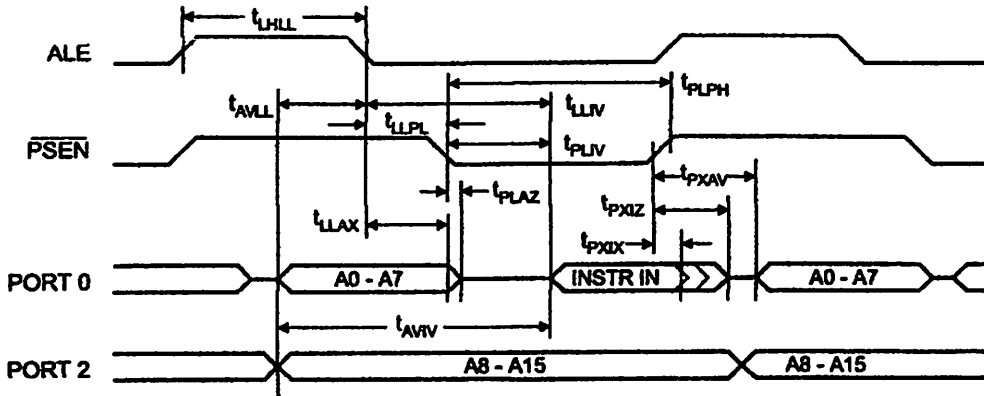 tLHLL
ALE
tPLPH
tAVLL
tLLIV
tLLPL
PSEN
tPLIV
tPXAV
tPLAZ
tPXIZ
tLLAX
tPXIX
PORT 0
A0 - A7
INSTR IN
A0 - A7
tAVIV
PORT 2
A8 - A15
A8 - A15